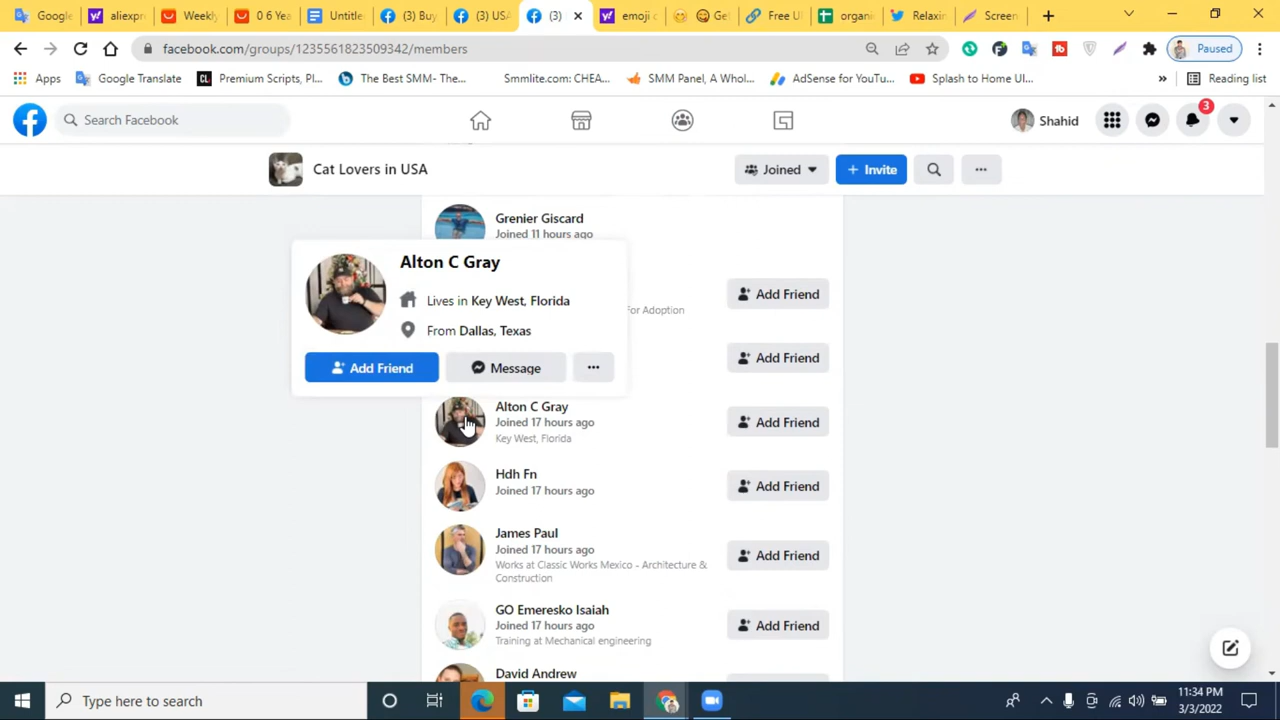 Google
aliexpr
Weekly
0 6 Yea
Untitle
(3) Buy
(3) USA
(3)
emoji c
Get
Free U
organi
Relaxin
Screen
facebook.com/groups/1235561823509342/members
Paused
Apps
Google Translate
Premium Scripts, Pl...
The Best SMM- The...
Smmlite.com: CHEA...
SMM Panel, A Whol...
AdSense for YouTu...
Splash to Home UI...
Reading list
Search Facebook
Shahid
3
Cat Lovers in USA
Joined
+ Invite
Grenier Giscard
Joined 11 hours ago
Alton C Gray
Lives in Key West, Florida
From Dallas, Texas
Add Friend
Message
For Adoption
Add Friend
Add Friend
Alton C Gray
Joined 17 hours ago
Key West, Florida
Add Friend
Hdh Fn
Joined 17 hours ago
Add Friend
James Paul
Joined 17 hours ago
Works at Classic Works Mexico - Architecture &
Construction
Add Friend
GO Emeresko Isaiah
Joined 17 hours ago
Training at Mechanical engineering
Add Friend
David Andrew
Type here to search
11:34 PM
3/3/2022